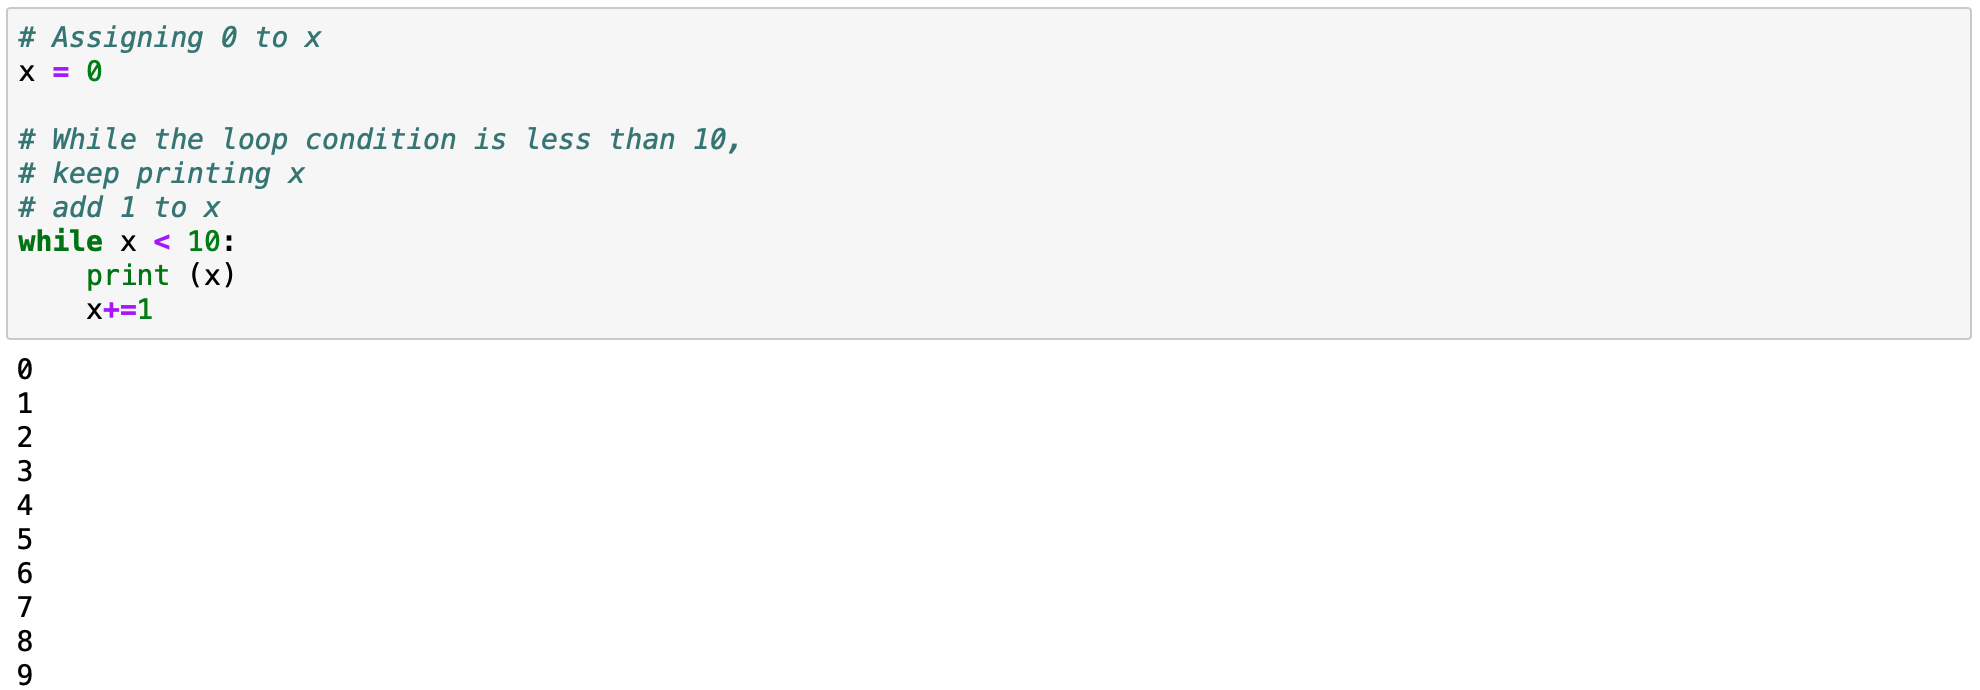 # Assigning 0 to x
x = 0

# While the loop condition is less than 10,
# keep printing x
# add 1 to x
while x < 10:
    print (x)
    x+=1
0
1
2
3
4
5
6
7
8
9